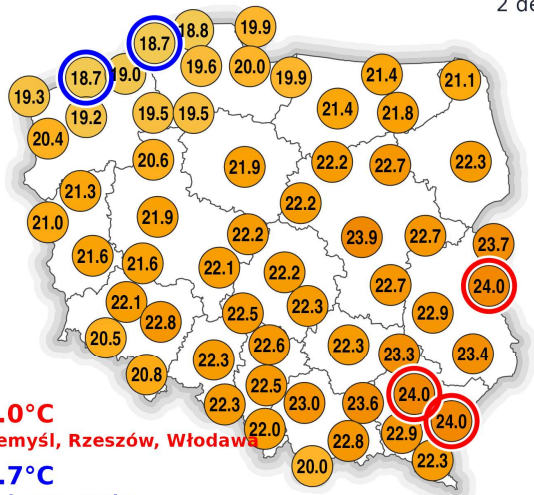 2 de
18.8 19.9
18.7
19.6 20.0 21.4 21.1
18.7 19.0 19.9
19.3 19.2 19.5 19.5 21.4 21.8
20.4
20.6 21.9 22.2 22.7 22.3
21.3 22.2
21.0 21.9
22.2 23.9 22.7 23.7
21.6 21.6 22.1 22.2 22.7 24.0
22.1 22.8 22.5 22.3 22.9
20.5 22.3 22.6 22.3 23.3 23.4
20.8 22.5
22.3 23.0 23.6 24.0
22.0 22.8 22.9 24.0
20.0 22.3
.0°C
emyśl, Rzeszów, Włodawa
.7°C